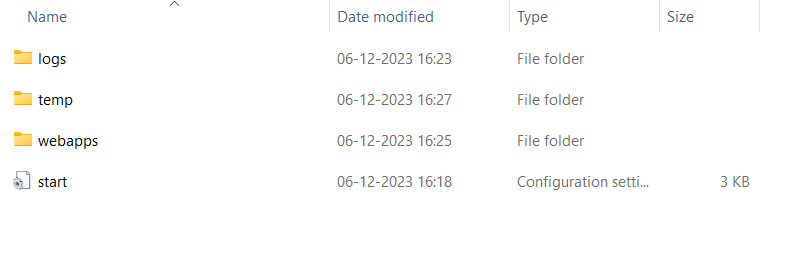 Name Date modified Type Size
logs 06-12-2023 16:23 File folder
temp 06-12-2023 16:27 File folder
webapps 06-12-2023 16:25 File folder
start 06-12-2023 16:18 Configuration setti... 3 KB